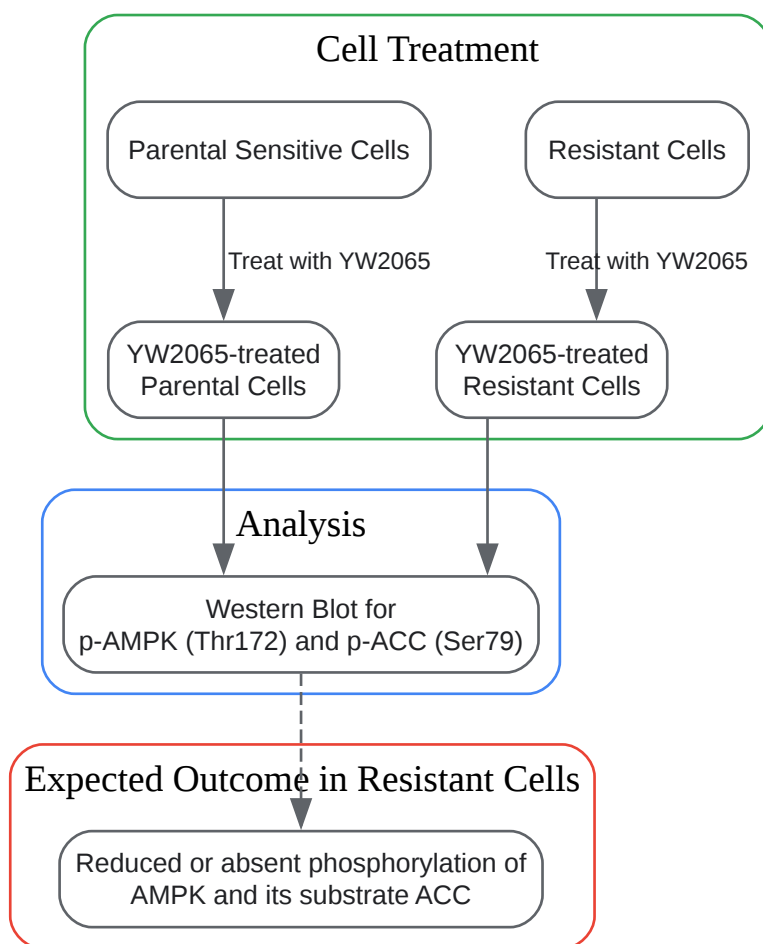 Cell Treatment
Parental Sensitive Cells
Resistant Cells
Treat with YW2065
Treat with YW2065
YW2065-treated
Parental Cells
YW2065-treated
Resistant Cells
Analysis
Western Blot for
p-AMPK (Thr172) and p-ACC (Ser79)
Expected Outcome in Resistant Cells
Reduced or absent phosphorylation of
AMPK and its substrate ACC